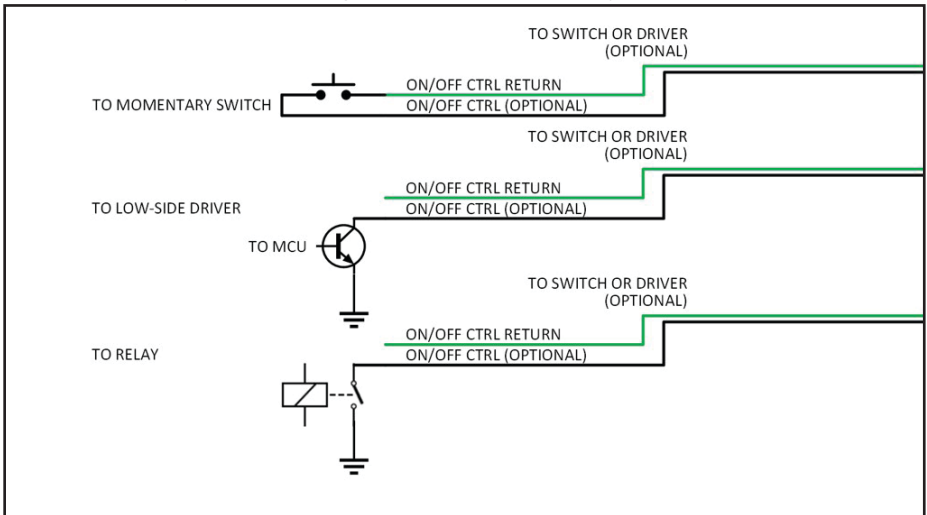 TO SWITCH OR DRIVER
(OPTIONAL)
ON/OFF CTRL RETURN
TO MOMENTARY SWITCH
ON/OFF CTRL (OPTIONAL)
TO SWITCH OR DRIVER
(OPTIONAL)
ON/OFF CTRL RETURN
TO LOW-SIDE DRIVER
ON/OFF CTRL (OPTIONAL)
TO MCU
TO SWITCH OR DRIVER
(OPTIONAL)
ON/OFF CTRL RETURN
TO RELAY
ON/OFF CTRL (OPTIONAL)